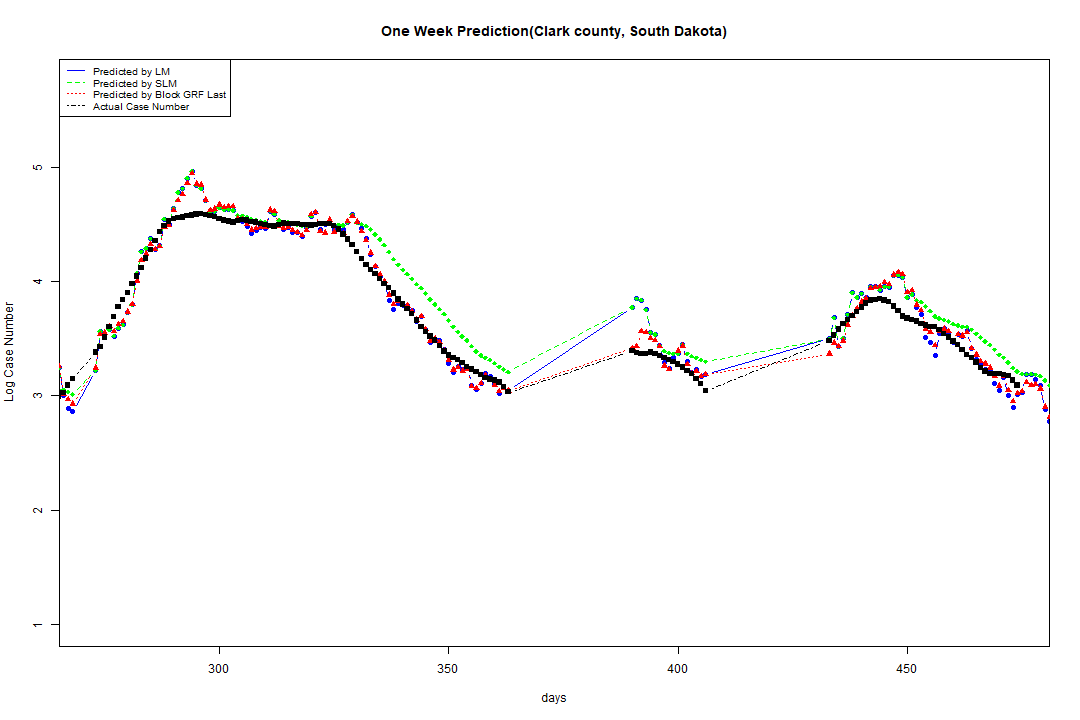 One Week Prediction(Clark county, South Dakota)
Predicted by LM
Predicted by SLM
Predicted by Block GRF Last
Actual Case Number
5
4
3
2
1
Log Case Number
300 350 400 450
days